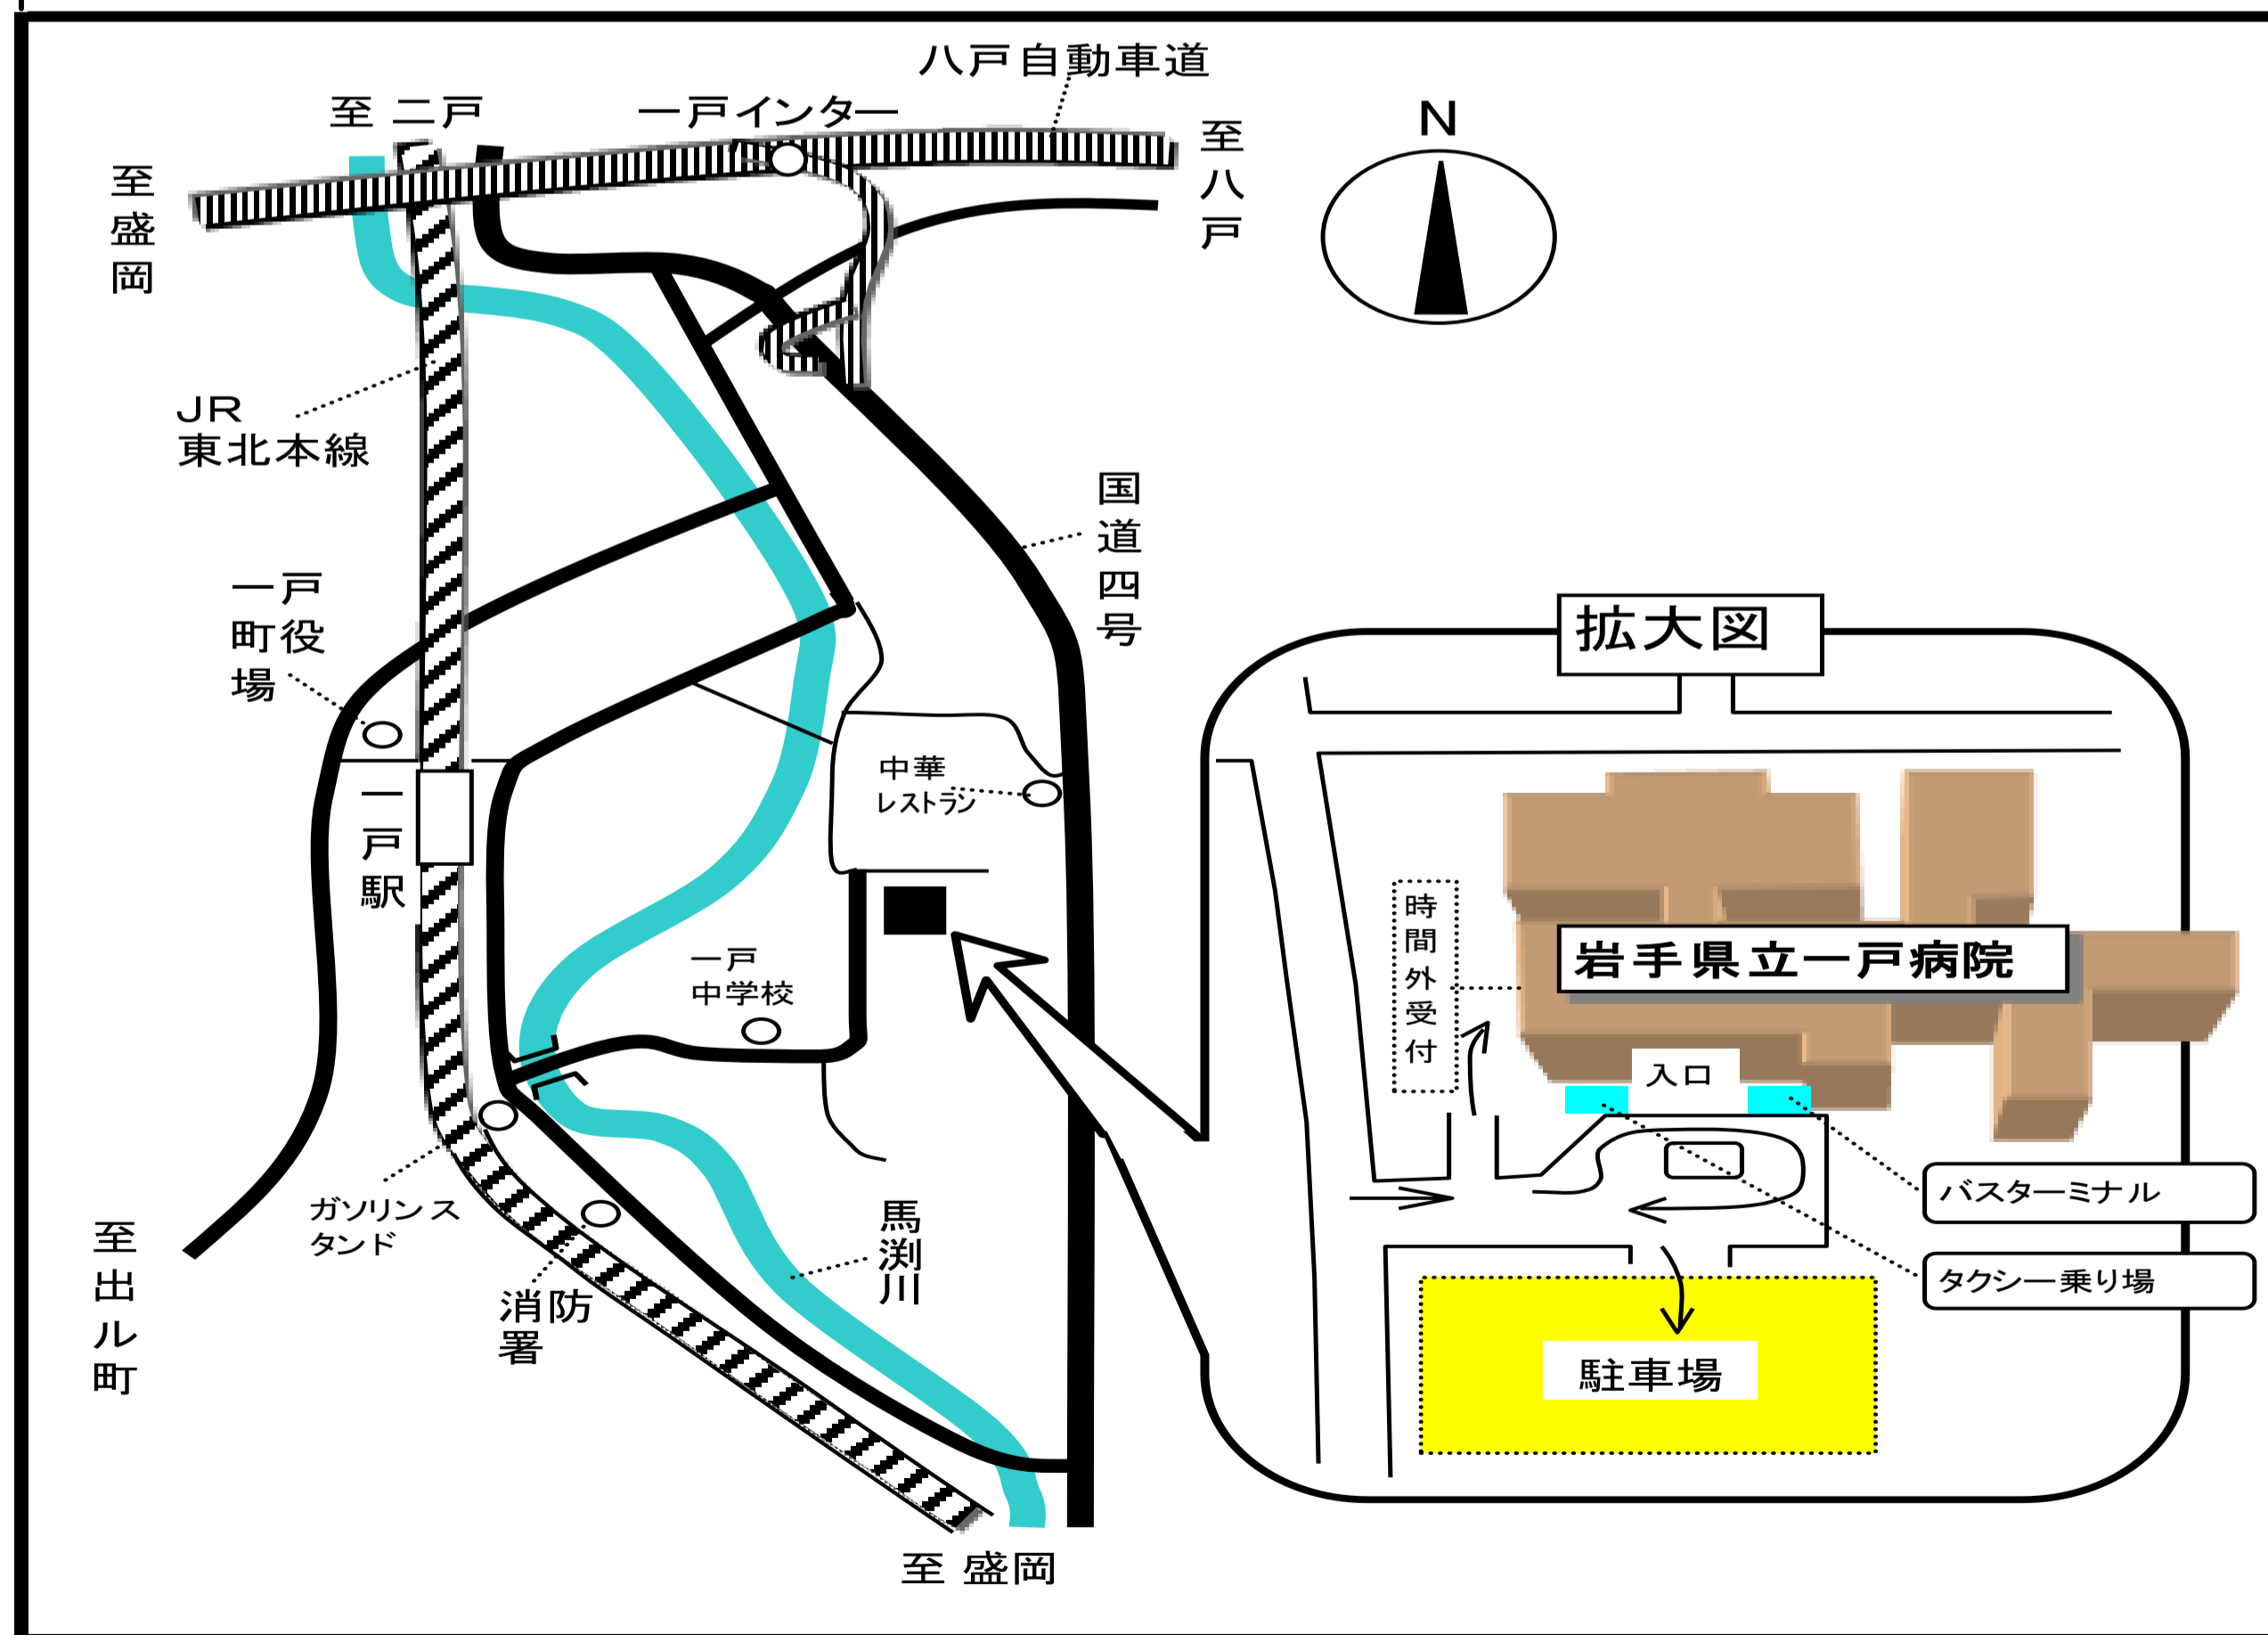 八戸自動車道
至 二戸
一戸インター
N
至八戸
至盛岡
JR
東北本線
国道四号
一戸
町役
場
拡大図
中華
レストラン
一戸駅
時間外受付
岩手県立一戸病院
一戸
中学校
入口
バスターミナル
ガソリンス
タンド
馬渕川
至出ル町
タクシー乗り場
消防
署
駐車場
至 盛岡